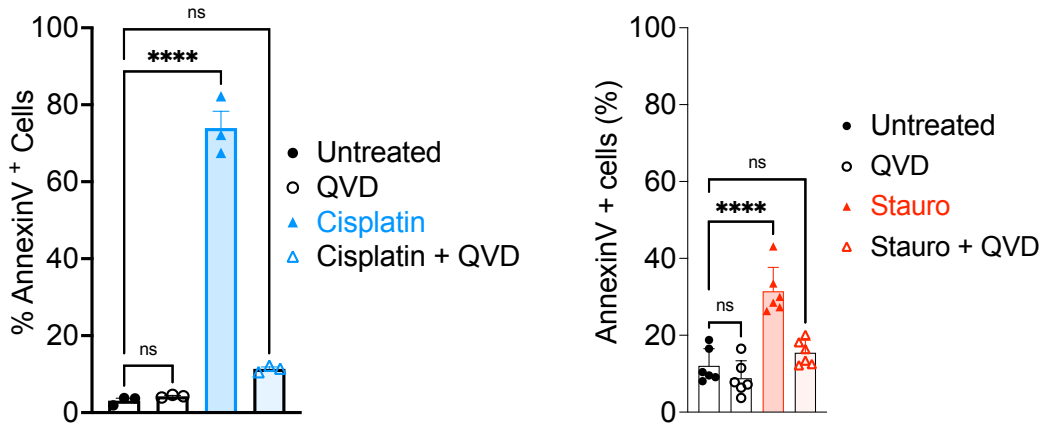 % AnnexinV + Cells
100
80
60
40
20
0
ns
****
ns
Untreated
QVD
Cisplatin
Cisplatin + QVD
AnnexinV + cells (%)
100
80
60
40
20
0
ns
****
ns
Untreated
QVD
Stauro
Stauro + QVD